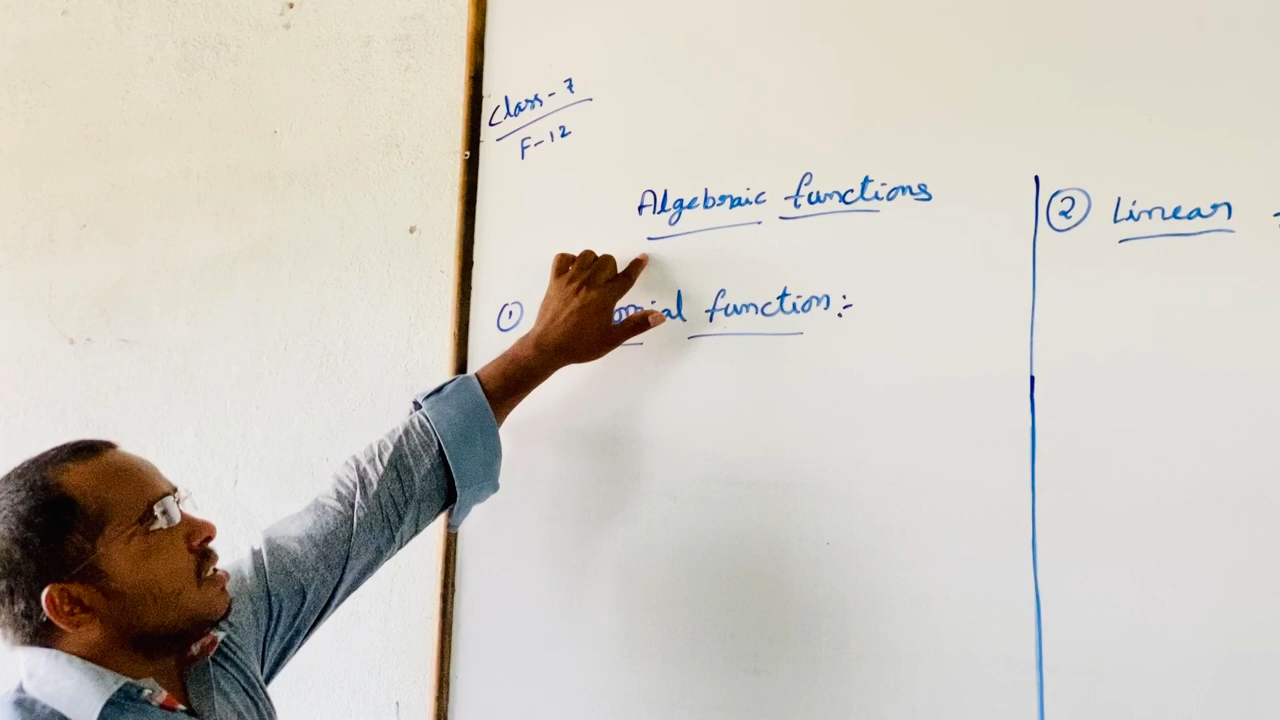 Class-7
F-12
Algebraic functions
① function:-
② Linear